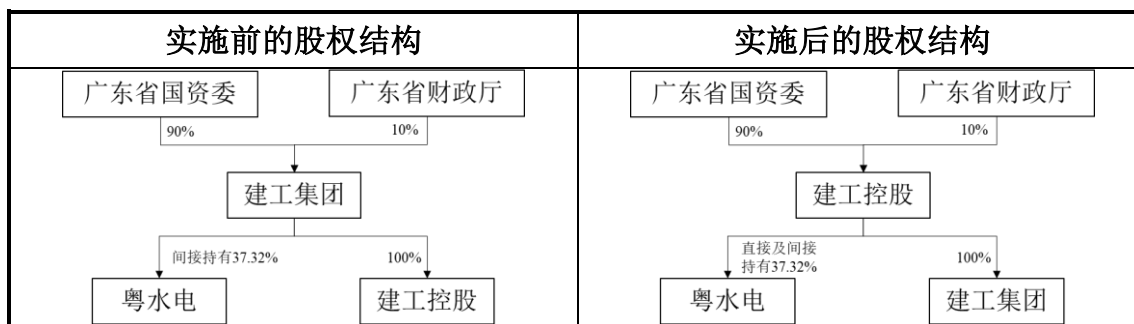 实施前的股权结构
实施后的股权结构
广东省国资委
广东省财政厅
90%
10%
建工集团
间接持有37.32%
100%
粤水电
建工控股
广东省国资委
广东省财政厅
90%
10%
建工控股
直接及间接
持有37.32%
100%
粤水电
建工集团